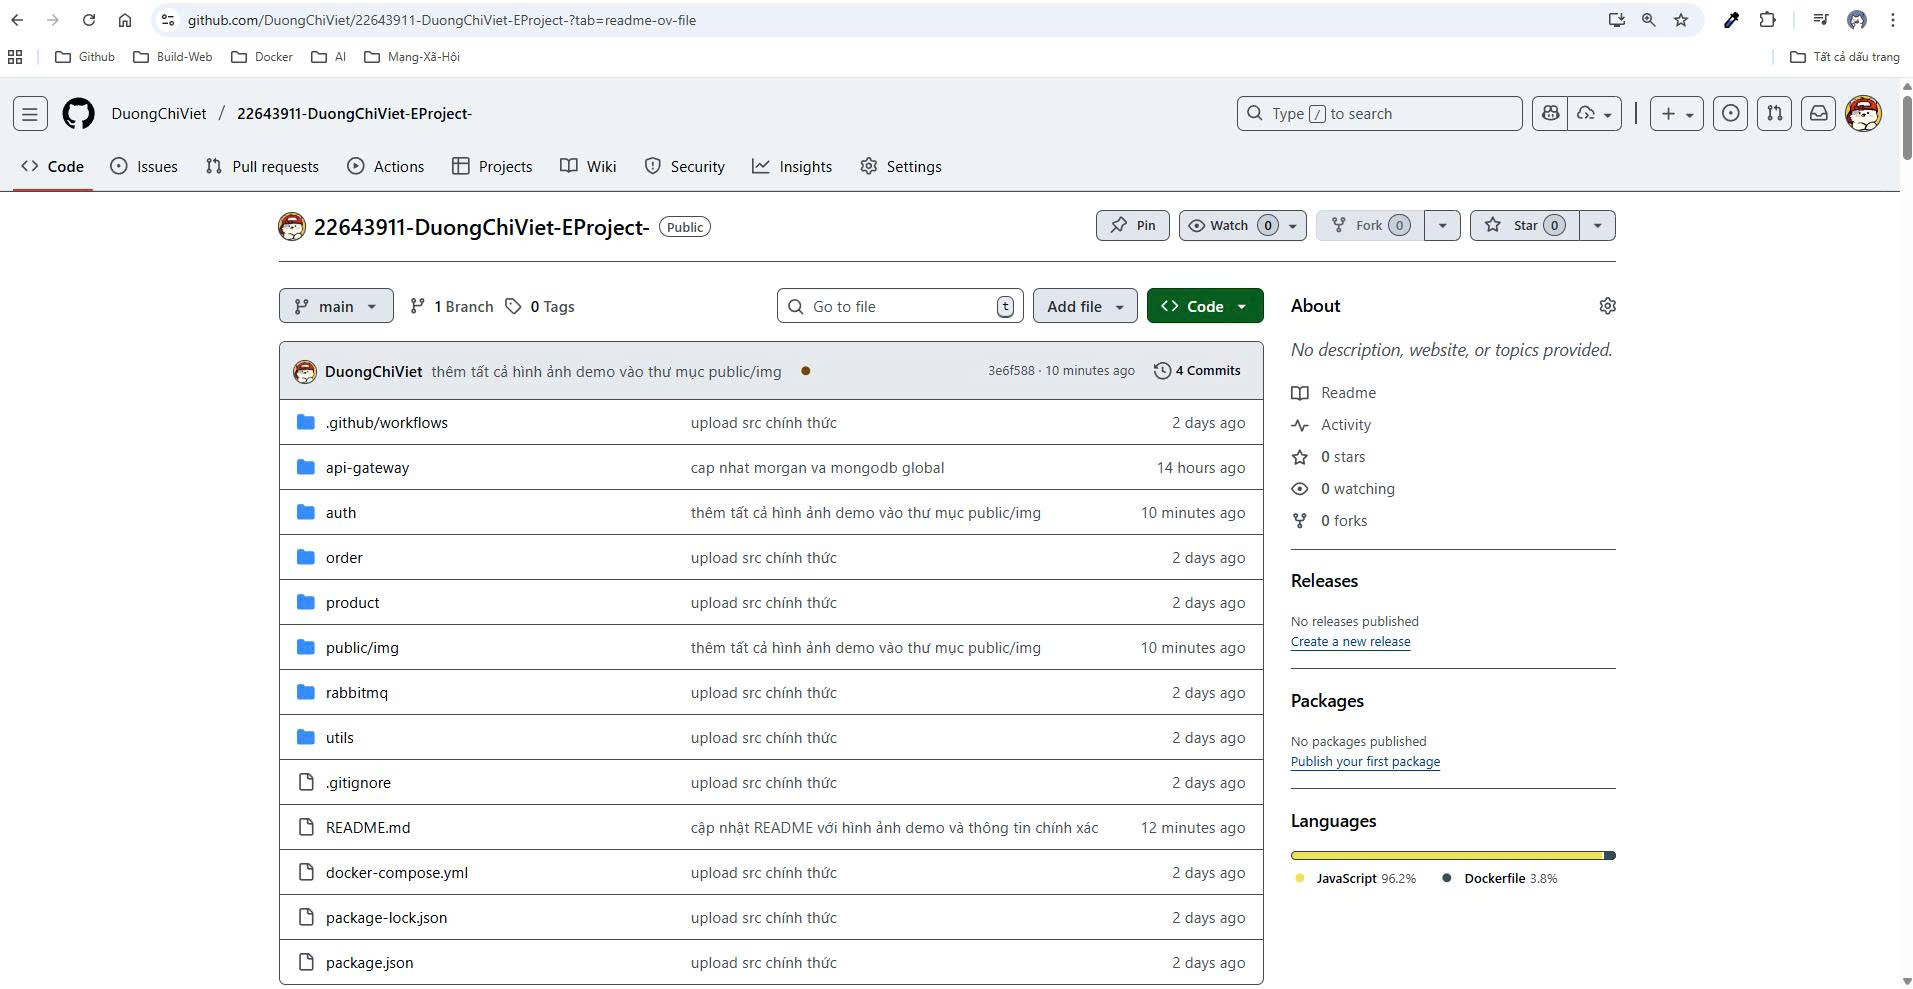 github.com/DuongChiViet/22643911-DuongChiViet-EProject-?tab=readme-ov-file
Github Build-Web Docker AI Mạng-Xã-Hội Tất cả dấu trang
DuongChiViet / 22643911-DuongChiViet-EProject- Type / to search
Code Issues Pull requests Actions Projects Wiki Security Insights Settings
22643911-DuongChiViet-EProject- Public Pin Watch 0 Fork 0 Star 0
main 1 Branch 0 Tags Go to file t Add file Code
DuongChiViet thêm tất cả hình ảnh demo vào thư mục public/img 3e6f588 · 10 minutes ago 4 Commits
.github/workflows upload src chính thức 2 days ago
api-gateway cap nhat morgan va mongodb global 14 hours ago
auth thêm tất cả hình ảnh demo vào thư mục public/img 10 minutes ago
order upload src chính thức 2 days ago
product upload src chính thức 2 days ago
public/img thêm tất cả hình ảnh demo vào thư mục public/img 10 minutes ago
rabbitmq upload src chính thức 2 days ago
utils upload src chính thức 2 days ago
.gitignore upload src chính thức 2 days ago
README.md cập nhật README với hình ảnh demo và thông tin chính xác 12 minutes ago
docker-compose.yml upload src chính thức 2 days ago
package-lock.json upload src chính thức 2 days ago
package.json upload src chính thức 2 days ago
About
No description, website, or topics provided.
Readme
Activity
0 stars
0 watching
0 forks
Releases
No releases published
Create a new release
Packages
No packages published
Publish your first package
Languages
JavaScript 96.2% Dockerfile 3.8%